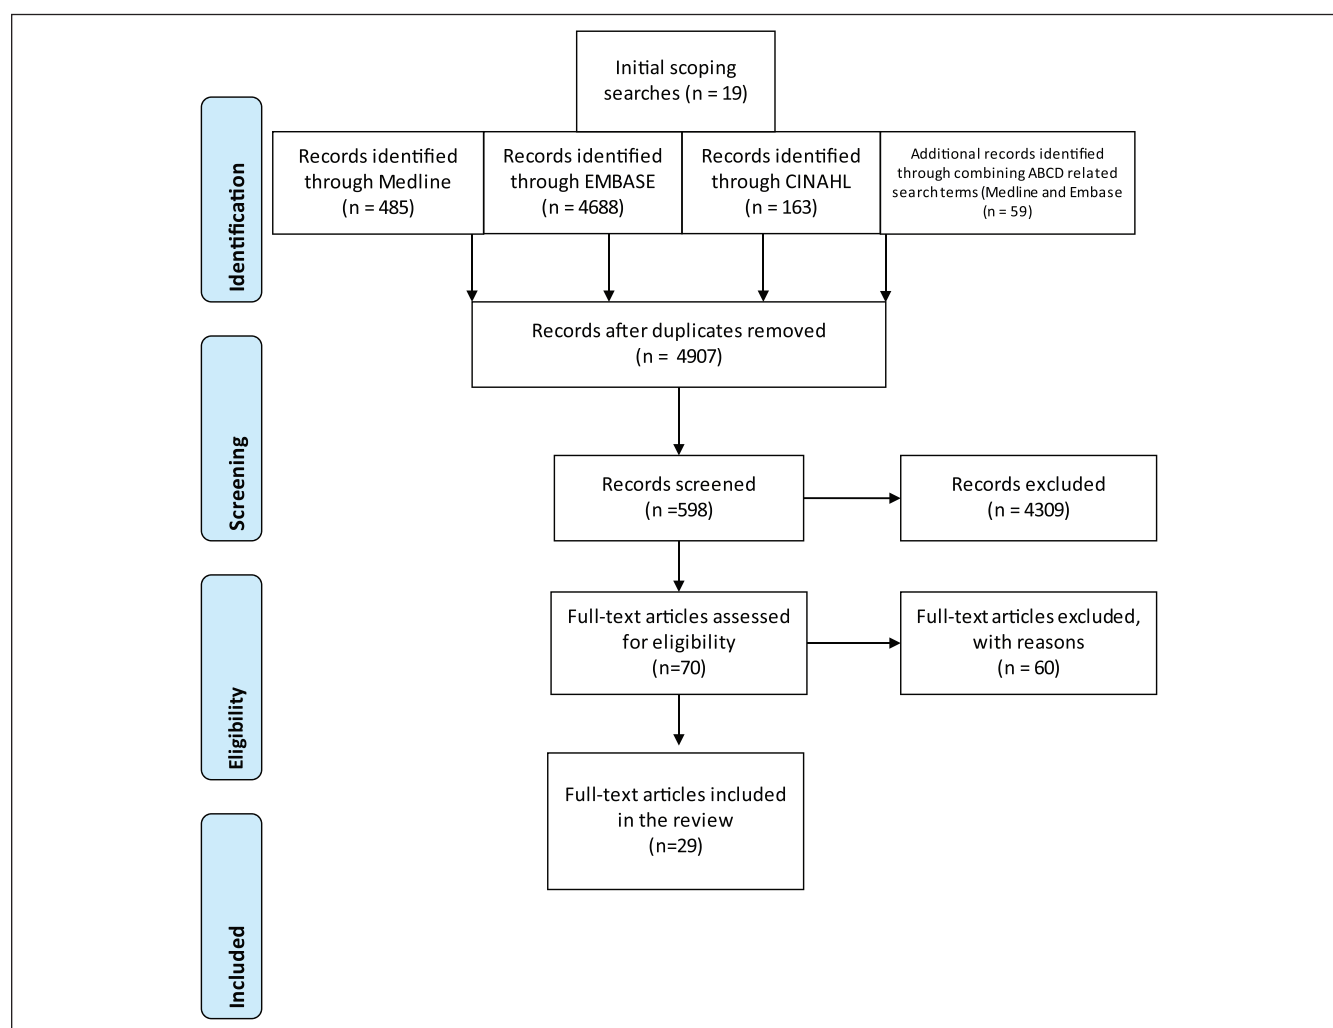 Initial scoping
searches (n = 19)
Identification
Records identified
through Medline
(n = 485)
Records identified
through EMBASE
(n = 4688)
Records identified
through CINAHL
(n = 163)
Additional records identified
through combining ABCD related
search terms (Medline and Embase
(n = 59)
Records after duplicates removed
(n = 4907)
Screening
Records screened
(n =598)
Records excluded
(n = 4309)
Eligibility
Full-text articles assessed
for eligibility
(n=70)
Full-text articles excluded,
with reasons
(n = 60)
Included
Full-text articles included
in the review
(n=29)